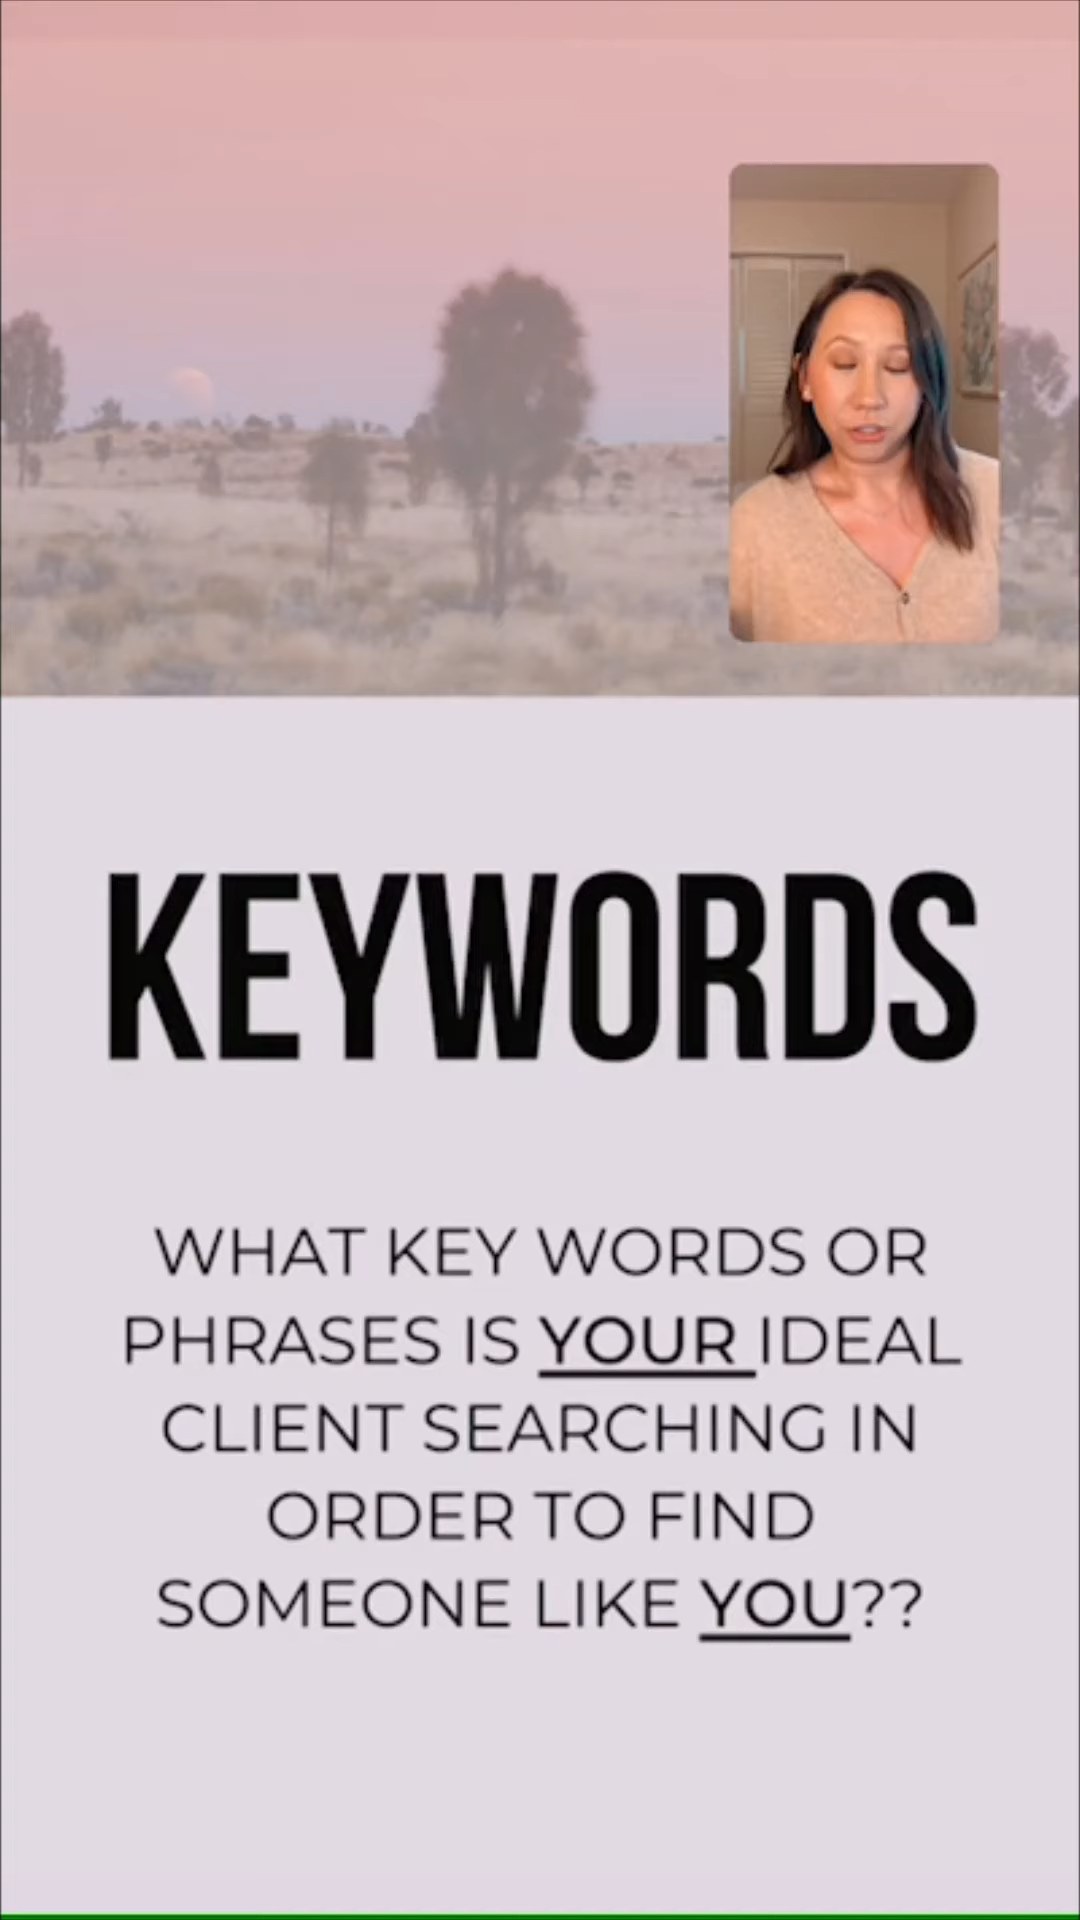 KEYWORDS
WHAT KEY WORDS OR
PHRASES IS YOUR IDEAL
CLIENT SEARCHING IN
ORDER TO FIND
SOMEONE LIKE YOU??